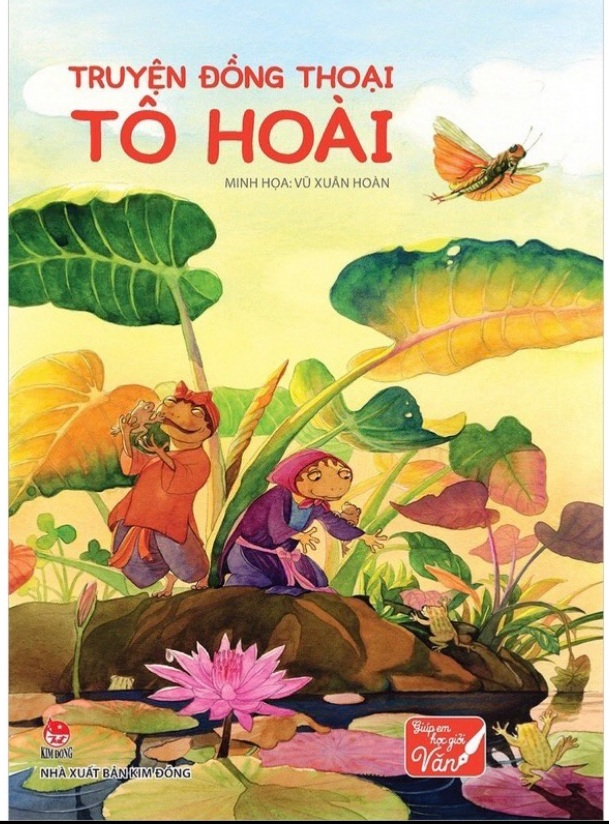 TRUYỆN ĐỒNG THOẠI
TÔ HOÀI
MINH HỌA: VŨ XUÂN HOÀN
Giúp em
học giỏi
Văn
KIM ĐỒNG
NHÀ XUẤT BẢN KIM ĐỒNG